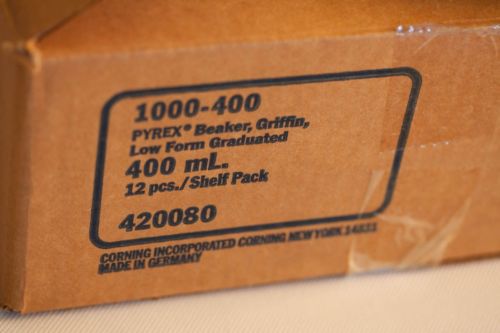 1000-400
PYREX® Beaker, Griffin,
Low Form Graduated
400 mL.
12 pcs./Shelf Pack
420080
CORNING INCORPORATED CORNING NEW YORK 14831
MADE IN GERMANY